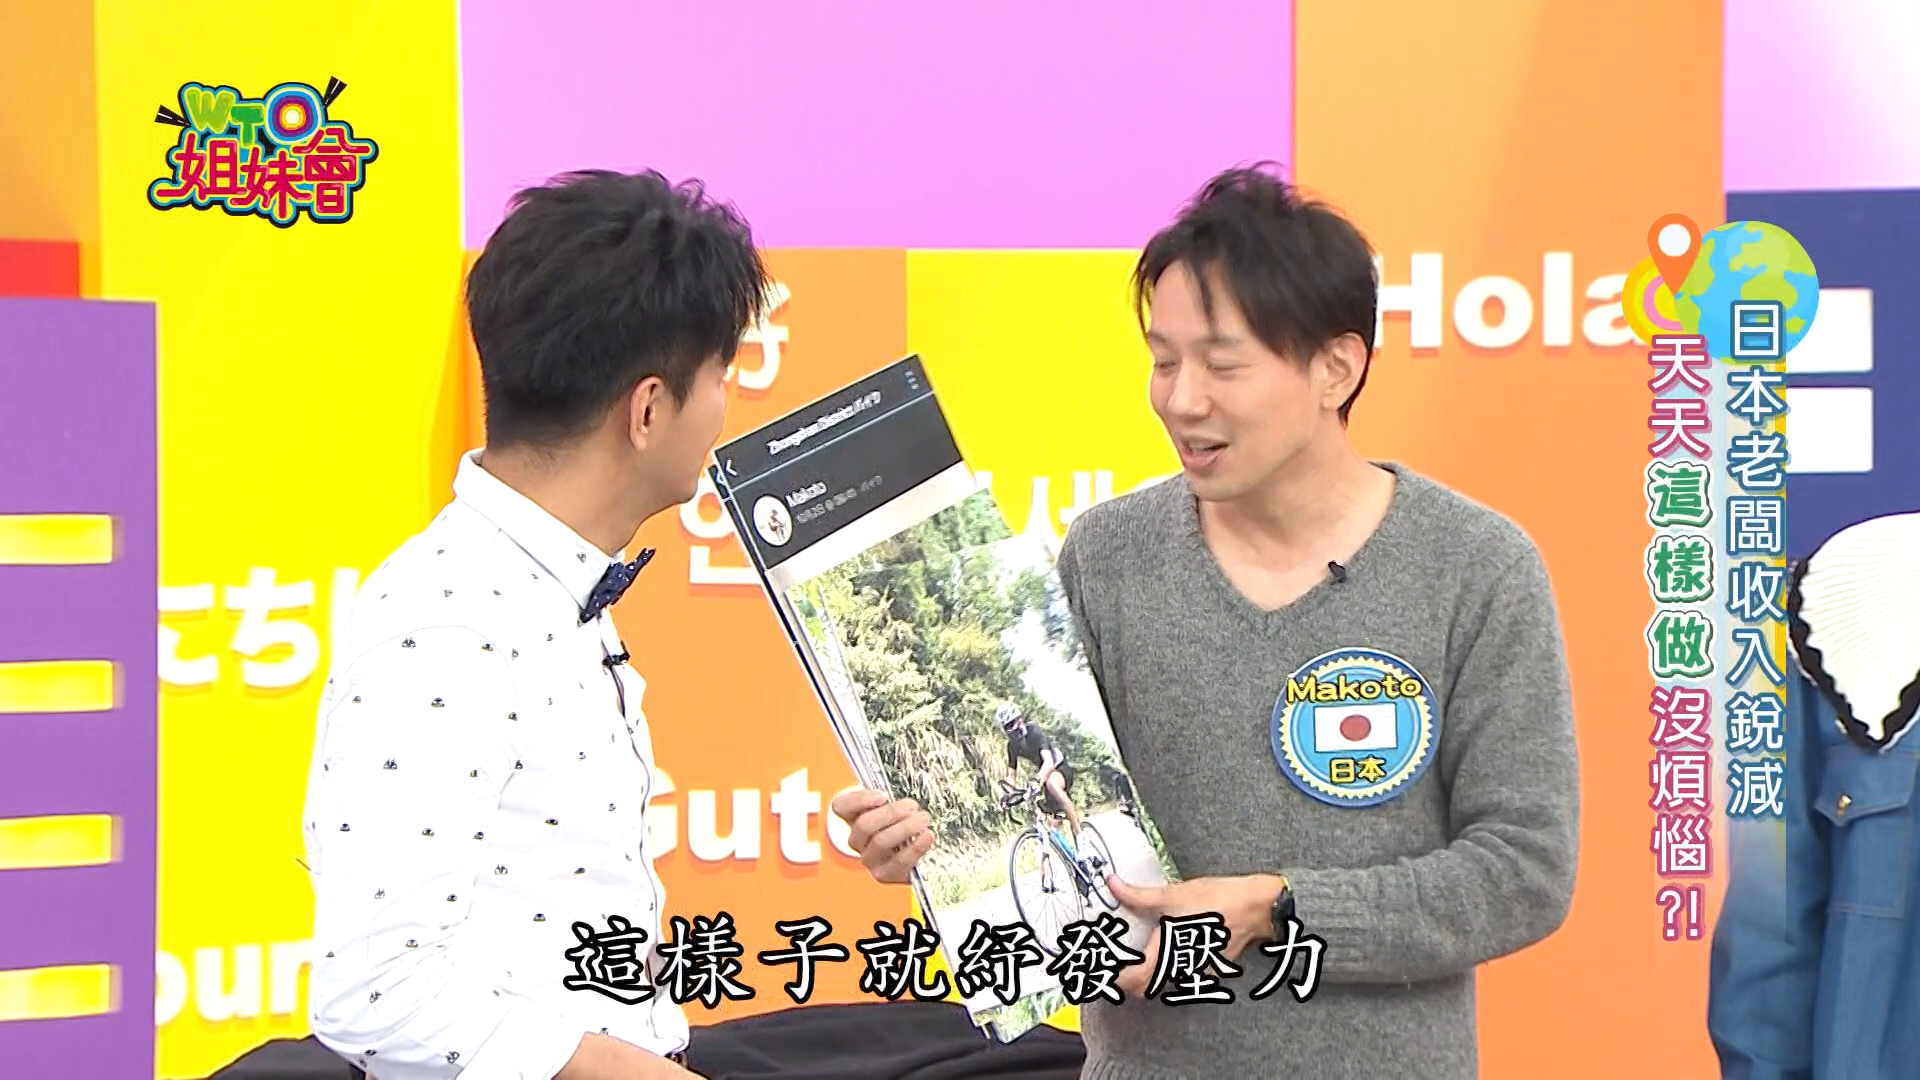 WTO
姐妹會
Hola
日本老闆收入銳減
天天這樣做沒煩惱?!
Makoto
Makoto
日本
Gute
這樣子就紓發壓力